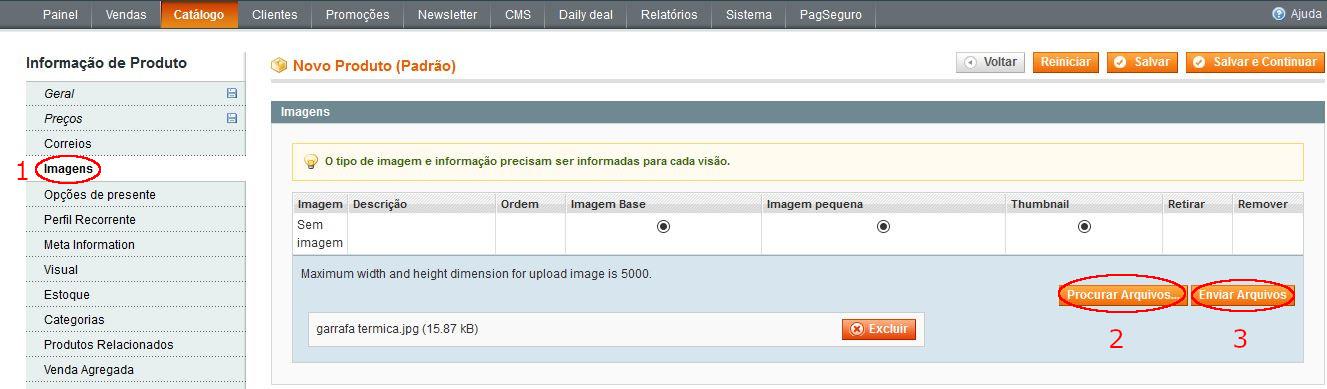 Painel Vendas Catálogo Clientes Promoções Newsletter CMS Daily deal Relatórios Sistema PagSeguro Ajuda
Informação de Produto
Geral
Preços
Correios
1 Imagens
Opções de presente
Perfil Recorrente
Meta Information
Visual
Estoque
Categorias
Produtos Relacionados
Venda Agregada
Novo Produto (Padrão) Voltar Reiniciar Salvar Salvar e Continuar
Imagens
O tipo de imagem e informação precisam ser informadas para cada visão.
Imagem Descrição Ordem Imagem Base Imagem pequena Thumbnail Retirar Remover
Sem
imagem
Maximum width and height dimension for upload image is 5000.
Procurar Arquivos... Enviar Arquivos
garrafa termica.jpg (15.87 kB) Excluir
2 3